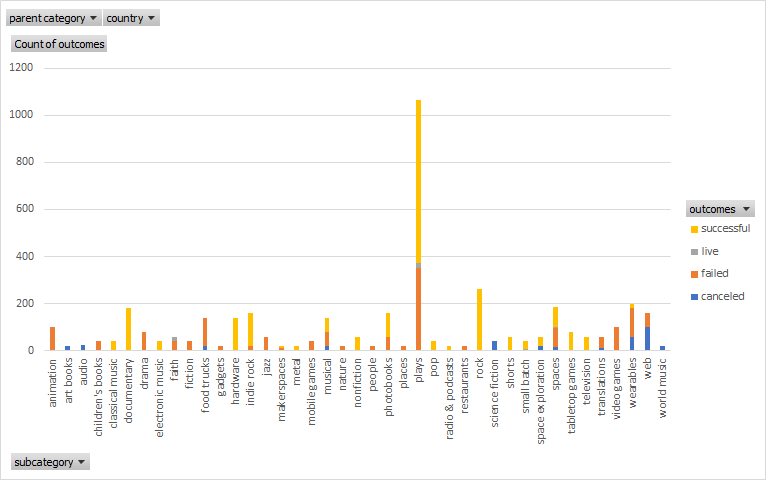 parent category country
Count of outcomes
1200
1000
800
600
400
200
0
animation
art books
audio
children's books
classical music
documentary
drama
electronic music
faith
fiction
food trucks
gadgets
hardware
indie rock
jazz
makerspaces
metal
mobile games
musical
nature
nonfiction
people
photobooks
places
plays
pop
radio & podcasts
restaurants
rock
science fiction
shorts
small batch
space exploration
spaces
tabletop games
television
translations
video games
wearables
web
world music
outcomes
successful
live
failed
canceled
subcategory